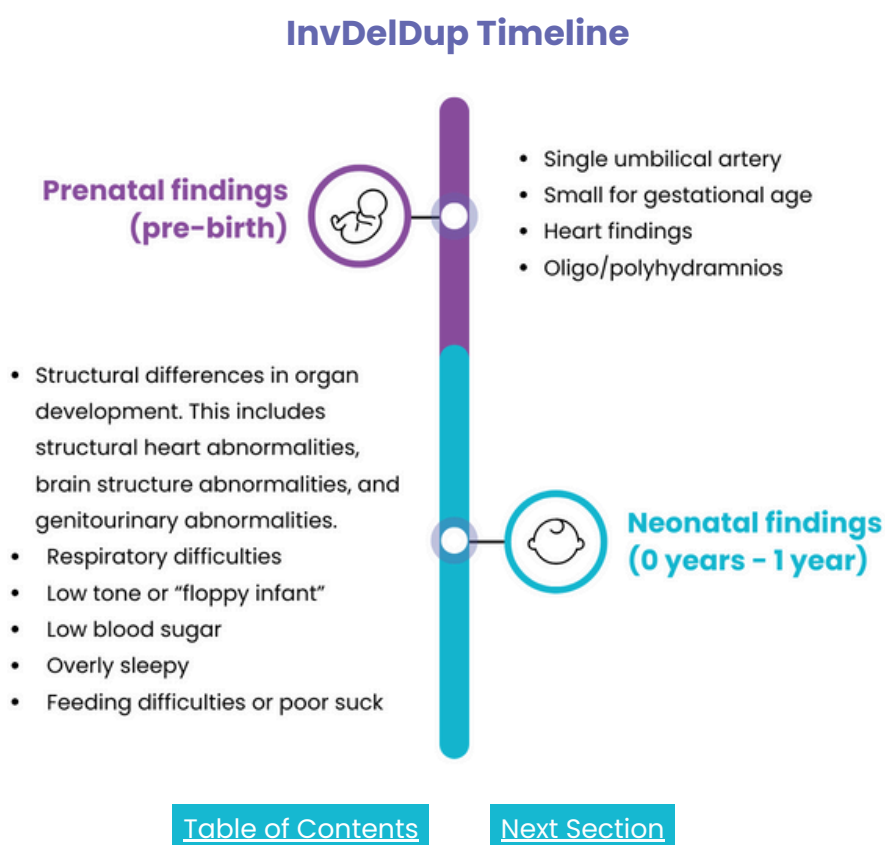 InvDelDup Timeline
Prenatal findings
(pre-birth)
• Single umbilical artery
• Small for gestational age
• Heart findings
• Oligo/polyhydramnios
• Structural differences in organ
development. This includes
structural heart abnormalities,
brain structure abnormalities, and
genitourinary abnormalities.
• Respiratory difficulties
• Low tone or “floppy infant”
• Low blood sugar
• Overly sleepy
• Feeding difficulties or poor suck
Neonatal findings
(0 years - 1 year)
Table of Contents
Next Section